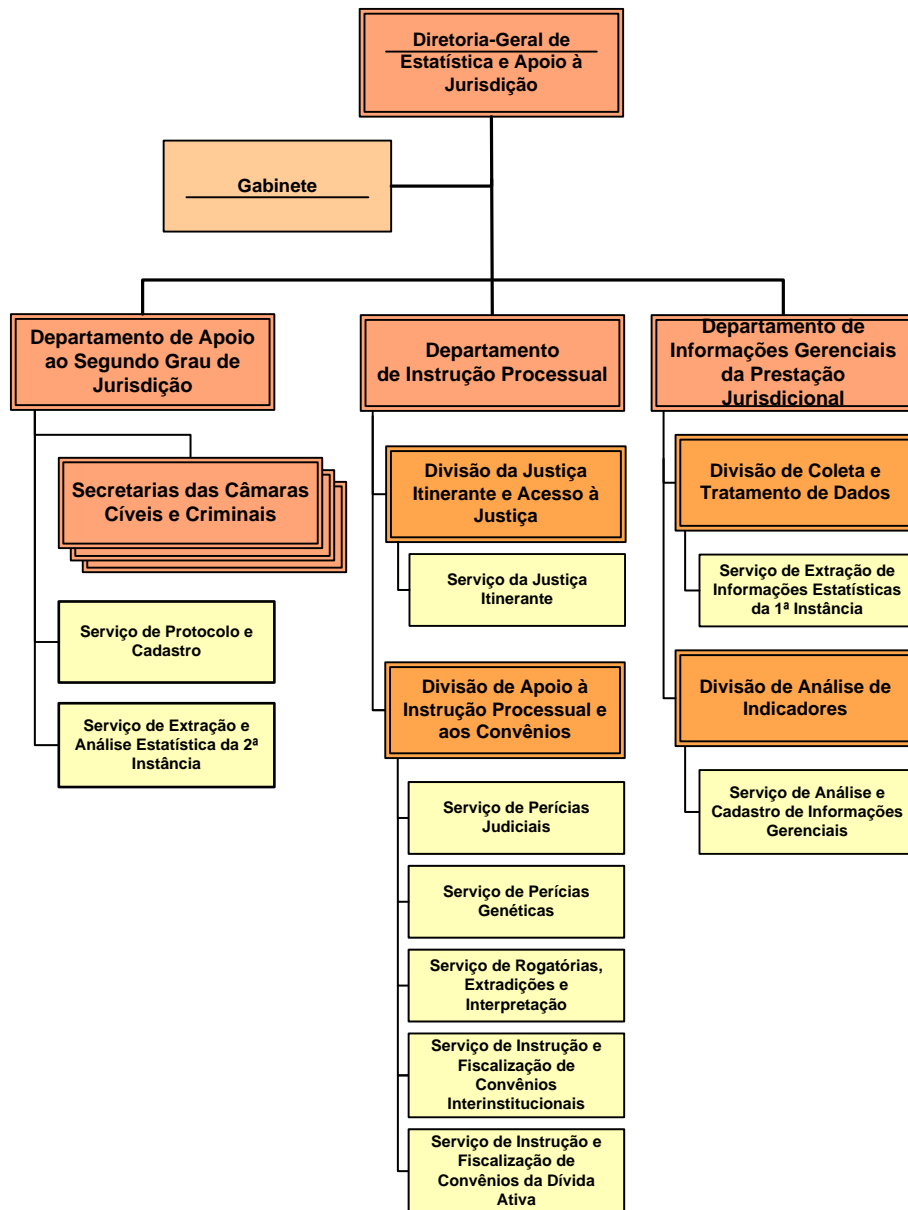 Diretoria-Geral de
Estatística e Apoio à
Jurisdição
Gabinete
Departamento de Apoio
ao Segundo Grau de
Jurisdição
Secretarias das Câmaras
Cíveis e Criminais
Serviço de Protocolo e
Cadastro
Serviço de Extração e
Análise Estatística da 2ª
Instância
Departamento
de Instrução Processual
Divisão da Justiça
Itinerante e Acesso à
Justiça
Serviço da Justiça
Itinerante
Divisão de Apoio à
Instrução Processual e
aos Convênios
Serviço de Perícias
Judiciais
Serviço de Perícias
Genéticas
Serviço de Rogatórias,
Extradições e
Interpretação
Serviço de Instrução e
Fiscalização de
Convênios
Interinstitucionais
Serviço de Instrução e
Fiscalização de
Convênios da Dívida
Ativa
Departamento de
Informações Gerenciais
da Prestação
Jurisdicional
Divisão de Coleta e
Tratamento de Dados
Serviço de Extração de
Informações Estatísticas
da 1ª Instância
Divisão de Análise de
Indicadores
Serviço de Análise e
Cadastro de Informações
Gerenciais